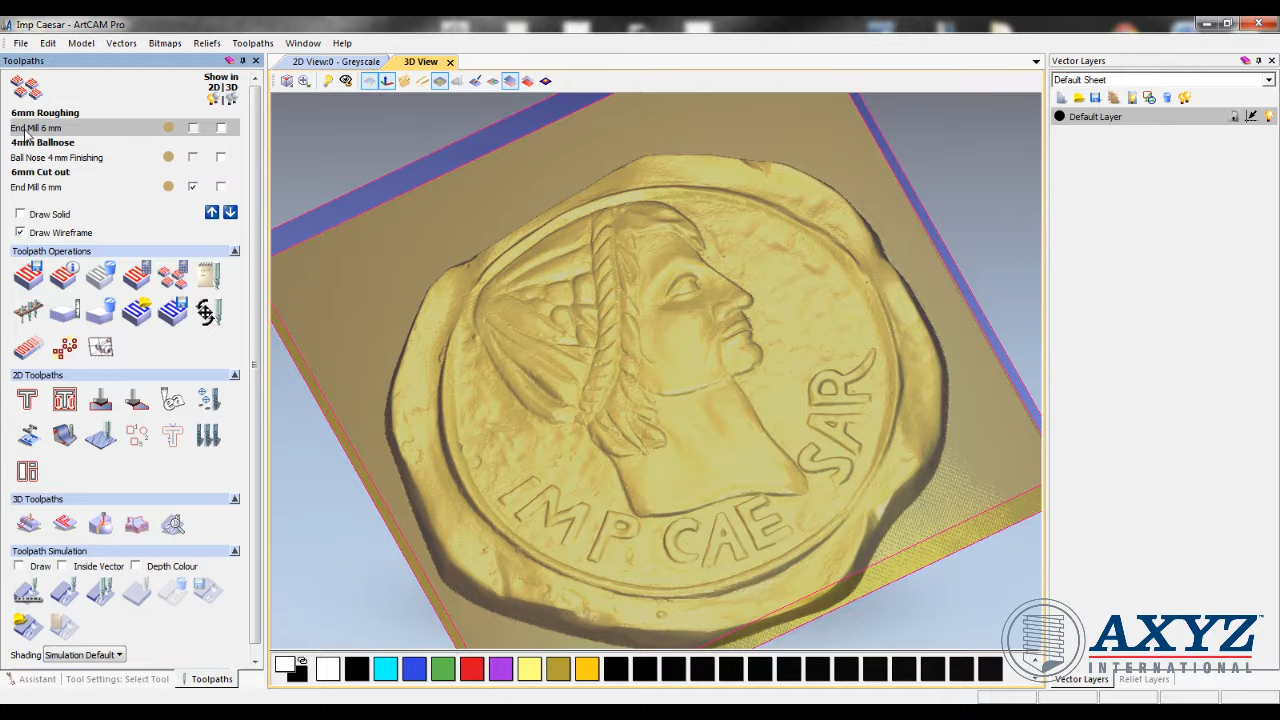 Imp Caesar - ArtCAM Pro
File Edit Model Vectors Bitmaps Reliefs Toolpaths Window Help
Toolpaths
2D View:0 - Greyscale
3D View
Vector Layers
Show in
2D|3D
Default Sheet
Default Layer
6mm Roughing
End Mill 6 mm
4mm Ballnose
Ball Nose 4 mm Finishing
6mm Cut out
End Mill 6 mm
Draw Solid
Draw Wireframe
Toolpath Operations
2D Toolpaths
3D Toolpaths
Toolpath Simulation
Draw Inside Vector Depth Colour
Shading Simulation Default
Assistant Tool Settings: Select Tool Toolpaths
IMP CAE SAR
AXYZ™
INTERNATIONAL
Vector Layers Relief Layers